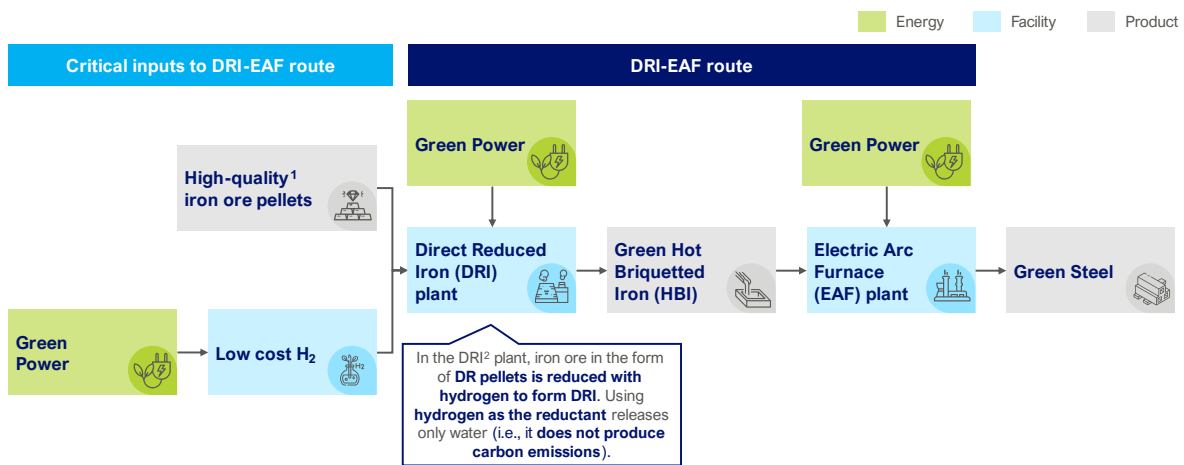 Energy
Facility
Product
Critical inputs to DRI-EAF route
DRI-EAF route
Green Power
Green Power
High-quality¹
iron ore pellets
Direct Reduced
Iron (DRI)
plant
Green Hot
Briquetted
Iron (HBI)
Electric Arc
Furnace
(EAF) plant
Green Steel
Green
Power
Low cost H₂
H2
In the DRI² plant, iron ore in the form
of DR pellets is reduced with
hydrogen to form DRI. Using
hydrogen as the reductant releases
only water (i.e., it does not produce
carbon emissions).